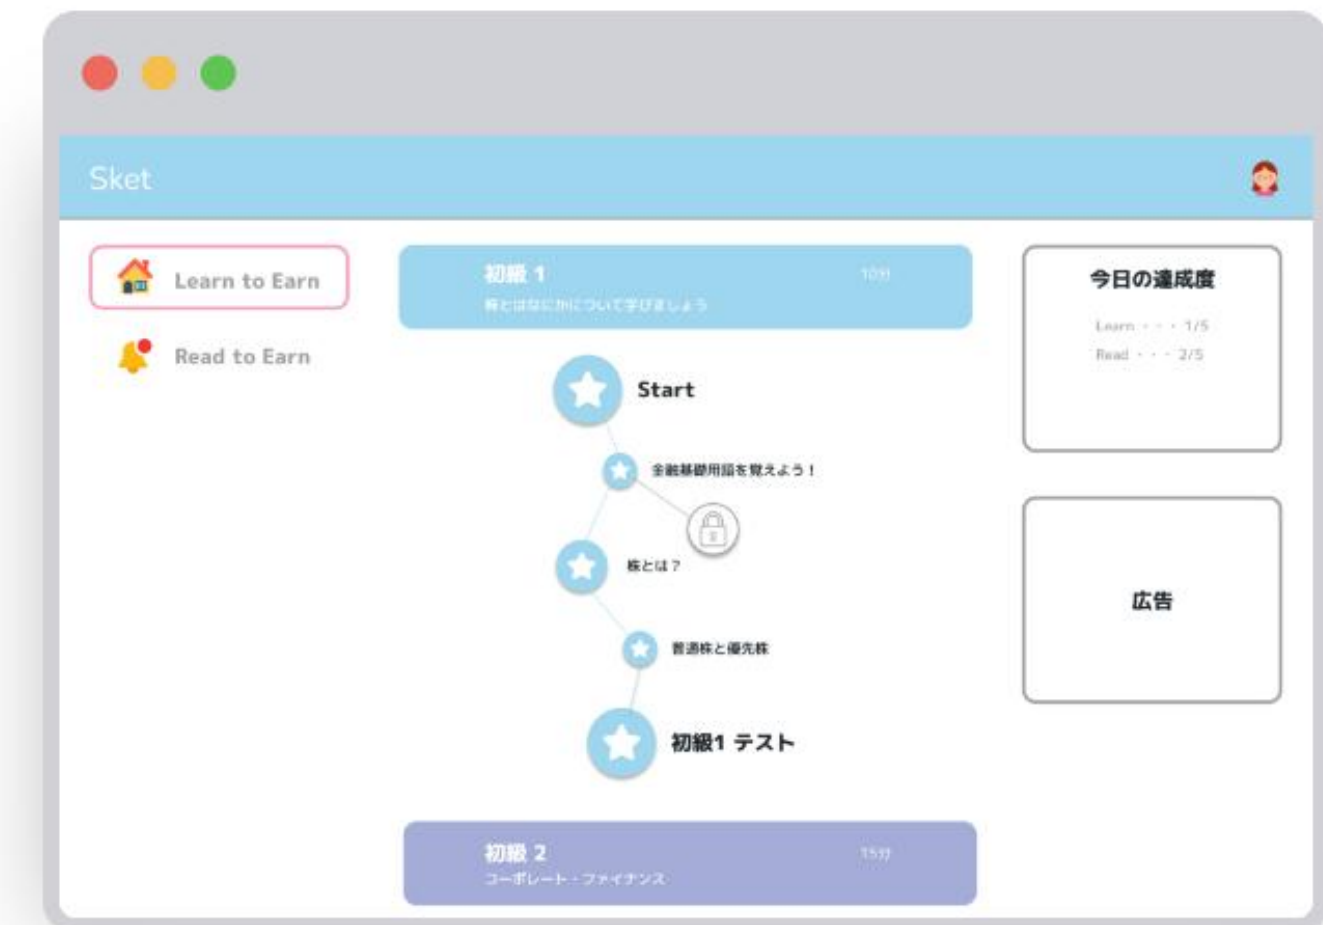 Sket
Learn to Earn
Read to Earn
初級 1
10分
株とはなにかについて学びましょう
Start
金融基礎用語を覚えよう！
株とは？
普通株と優先株
初級1 テスト
初級 2
15分
コーポレート・ファイナンス
今日の達成度
Learn ・・・ 1/5
Read ・・・ 2/5
広告